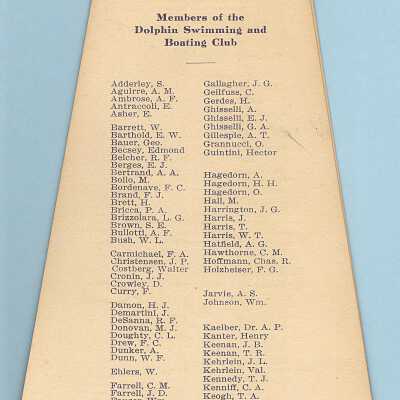 Members of the
Dolphin Swimming and
Boating Club
Adderley, S.
Aguirre, A. M.
Ambrose, A. F.
Antraccoli, E.
Asher, E.
Barrett, W.
Barthold, E. W.
Bauer, Geo.
Becsey, Edmond
Belcher, R. F.
Berges, E. J.
Bertrand, A. A.
Bollo, M.
Bordenave, F. C.
Brand, F. J.
Brett, H.
Bricca, P. A.
Brizzolara, L. G.
Brown, S. E.
Bullotti, A. F.
Bush, W. L.
Carmichael, F. A.
Christensen, J. P.
Costberg, Walter
Cronin, J. J.
Crowley, D.
Curry, F.
Damon, H. J.
Demartini, J.
DeSanna, R. F.
Donovan, M. J.
Doughty, C. L.
Drew, F. C.
Dunker, A.
Dunn, W. F.
Ehlers, W.
Farrell, C. M.
Farrell, J. D.
Gallagher, J. G.
Geilfuss, C.
Gerdes, H.
Ghisselli, A.
Ghisselli, E. J.
Ghisselli, G. A.
Gillespie, A. T.
Grannucci, O.
Guintini, Hector
Hagedorn, A.
Hagedorn, H. H.
Hagedorn, O.
Hall, M.
Harrington, J. G.
Harris, J.
Harris, T.
Harris, W. T.
Hatfield, A. G.
Hawthorne, C. M.
Hoffmann, Chas. R.
Holzheiser, F. G.
Jarvie, A. S.
Johnson, Wm.
Kaeiber, Dr. A. P.
Kanter, Henry
Keenan, J. B.
Keenan, T. R.
Kehrlein, J. L.
Kehrlein, Val.
Kennedy, T. J.
Kenniff, C. A.
Keogh, T. A.